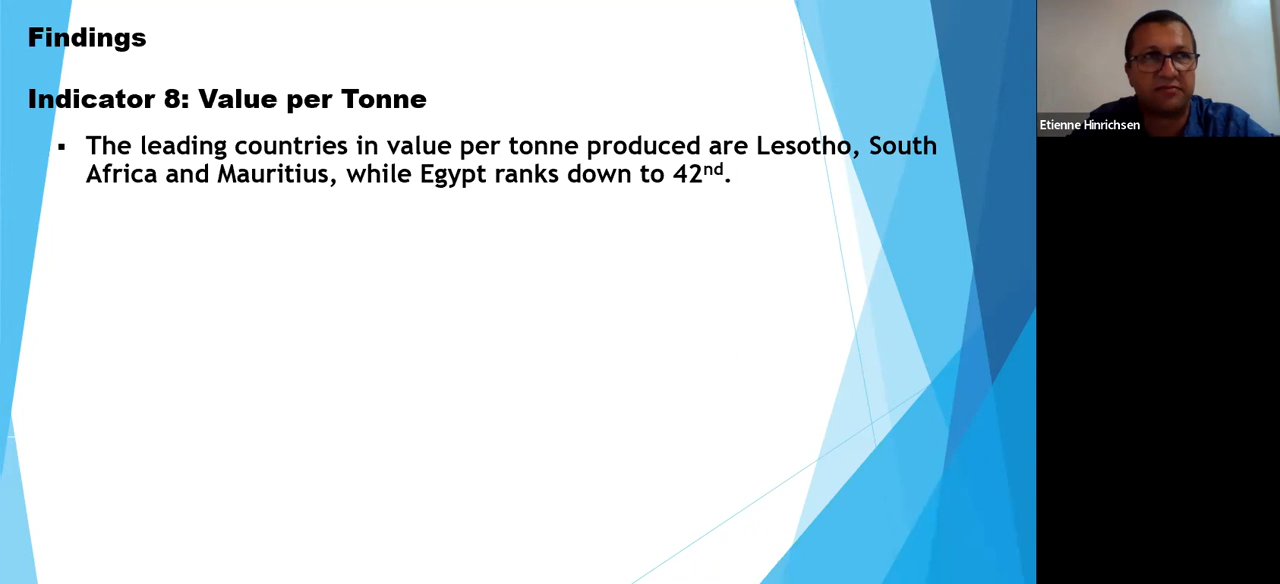 Findings
Indicator 8: Value per Tonne
▪ The leading countries in value per tonne produced are Lesotho, South
Africa and Mauritius, while Egypt ranks down to 42nd.
Etienne Hinrichsen